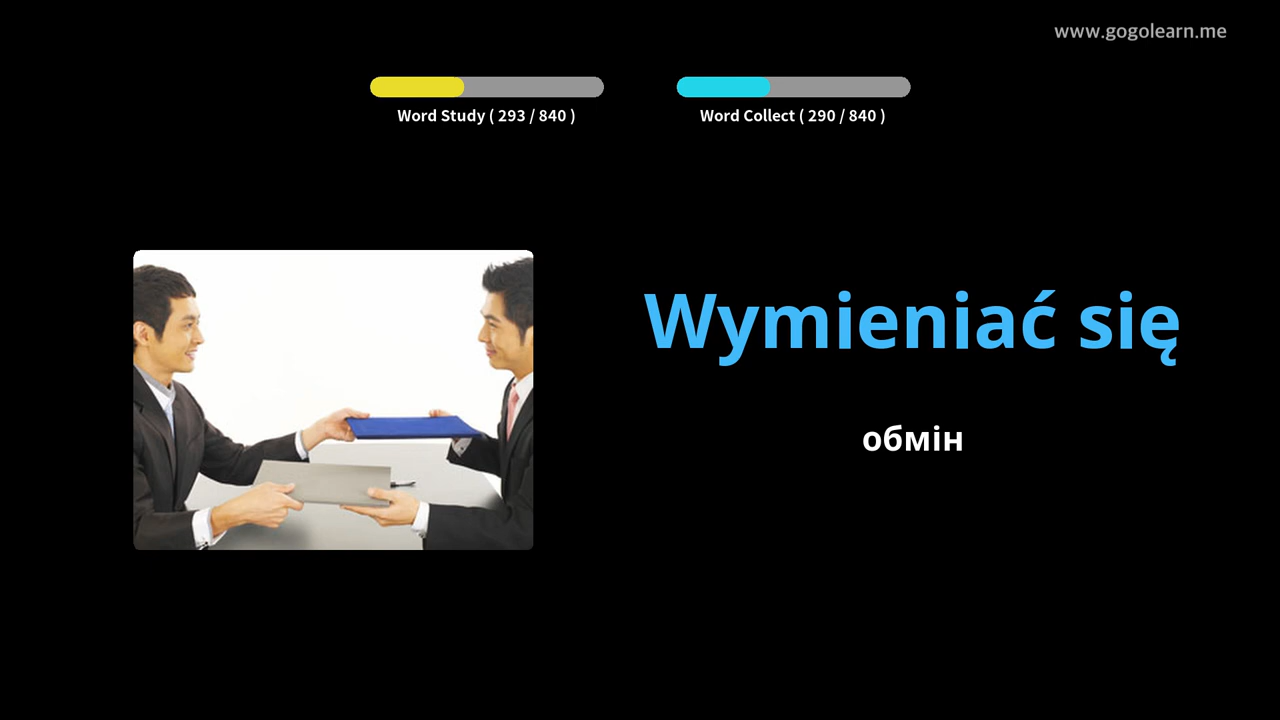 www.gogolearn.me
Word Study ( 293 / 840 )
Word Collect ( 290 / 840 )
Wymieniać się
обмін